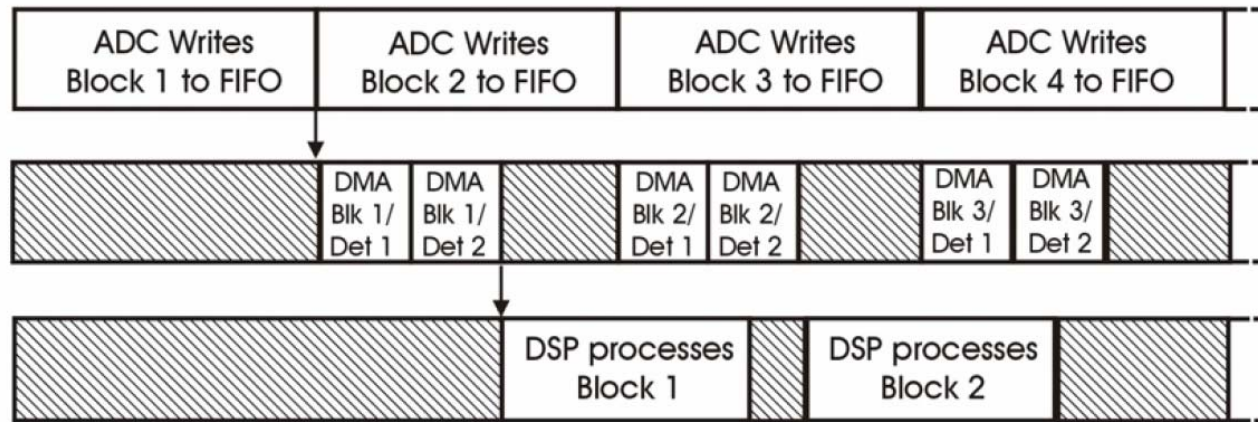 ADC Writes
Block 1 to FIFO
ADC Writes
Block 2 to FIFO
ADC Writes
Block 3 to FIFO
ADC Writes
Block 4 to FIFO
DMA
Blk 1/
Det 1
DMA
Blk 1/
Det 2
DMA
Blk 2/
Det 1
DMA
Blk 2/
Det 2
DMA
Blk 3/
Det 1
DMA
Blk 3/
Det 2
DSP processes
Block 1
DSP processes
Block 2